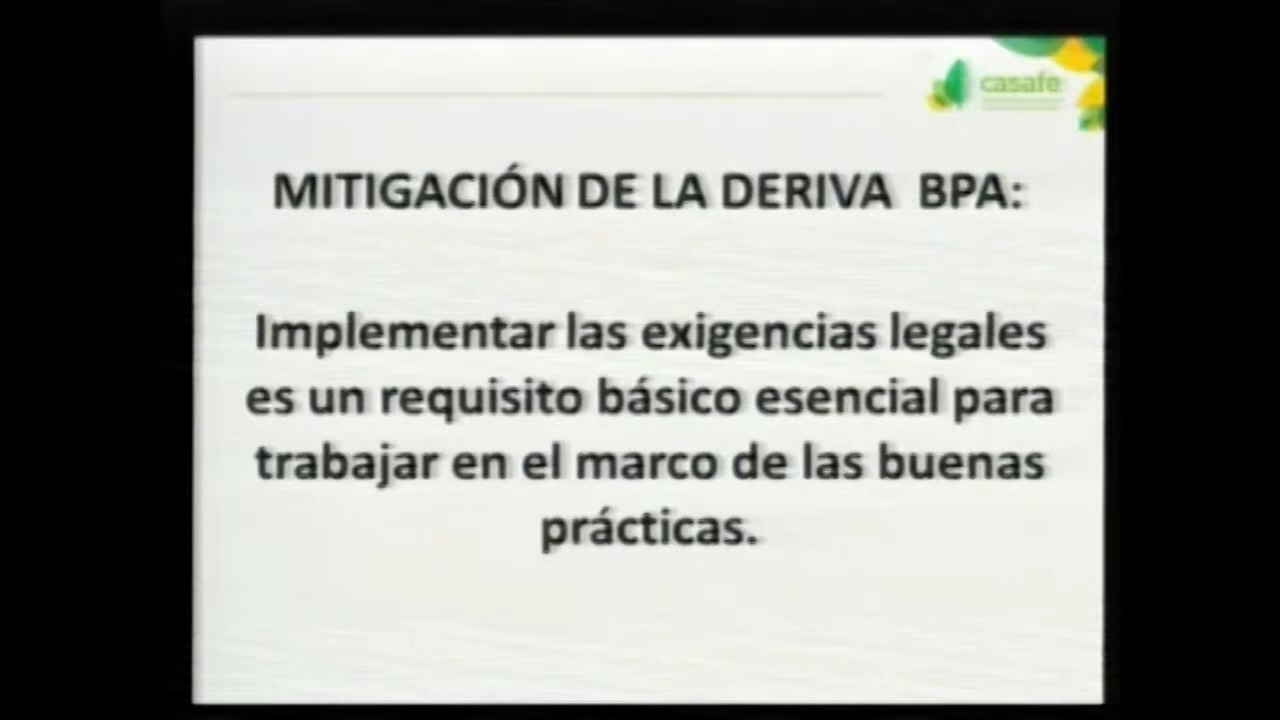 casafe
MITIGACIÓN DE LA DERIVA BPA:
Implementar las exigencias legales
es un requisito básico esencial para
trabajar en el marco de las buenas
prácticas.